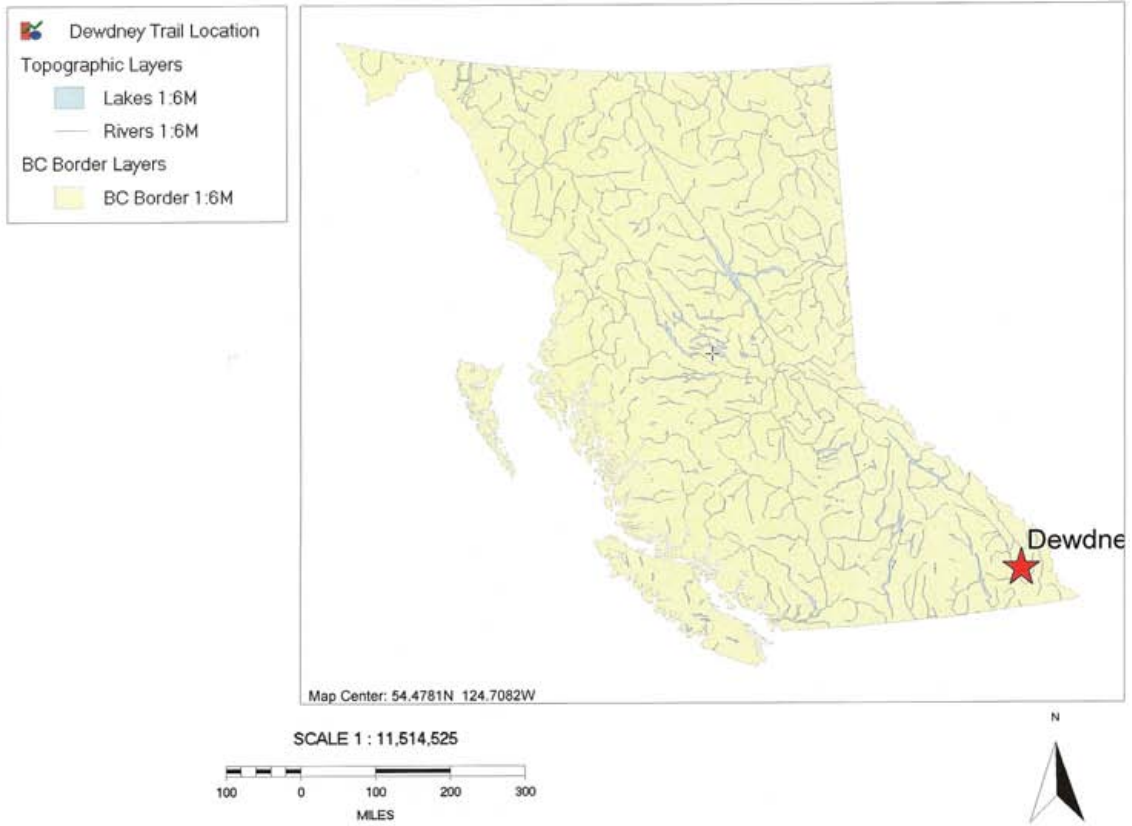 Dewdney Trail Location
Topographic Layers
Lakes 1:6M
Rivers 1:6M
BC Border Layers
BC Border 1:6M
Dewdne
Map Center: 54.4781N 124.7082W
SCALE 1 : 11,514,525
100 0 100 200 300
MILES
N